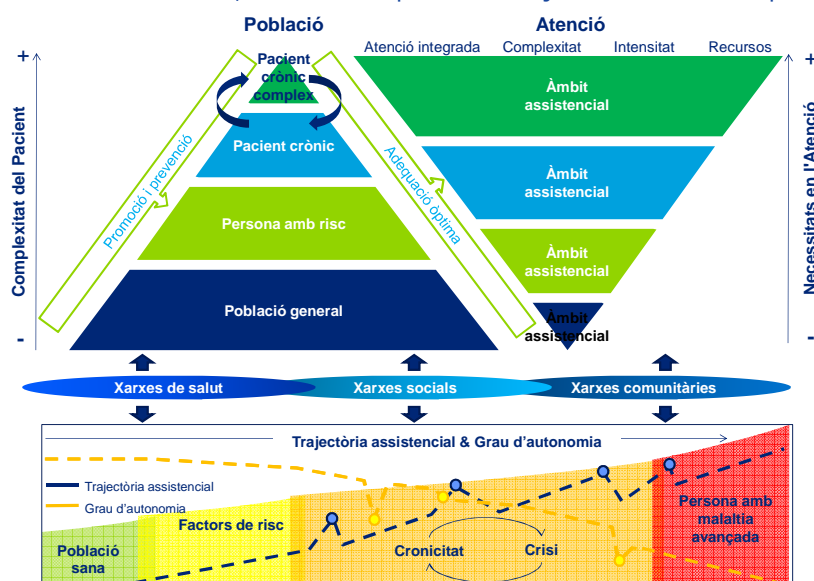 Població
Atenció
Atenció integrada
Complexitat
Intensitat
Recursos
+
+
Pacient
crònic
complex
Àmbit
assistencial
Pacient crònic
Àmbit
assistencial
Persona amb risc
Àmbit
assistencial
Població general
Àmbit
assistencial
Complexitat del Pacient
Promoció i prevenció
Adequació òptima
Necessitats en l'Atenció
-
-
Xarxes de salut
Xarxes socials
Xarxes comunitàries
Trajectòria assistencial & Grau d'autonomia
Trajectòria assistencial
Grau d'autonomia
Factors de risc
Població
sana
Cronicitat
Crisi
Persona amb
malaltia
avançada